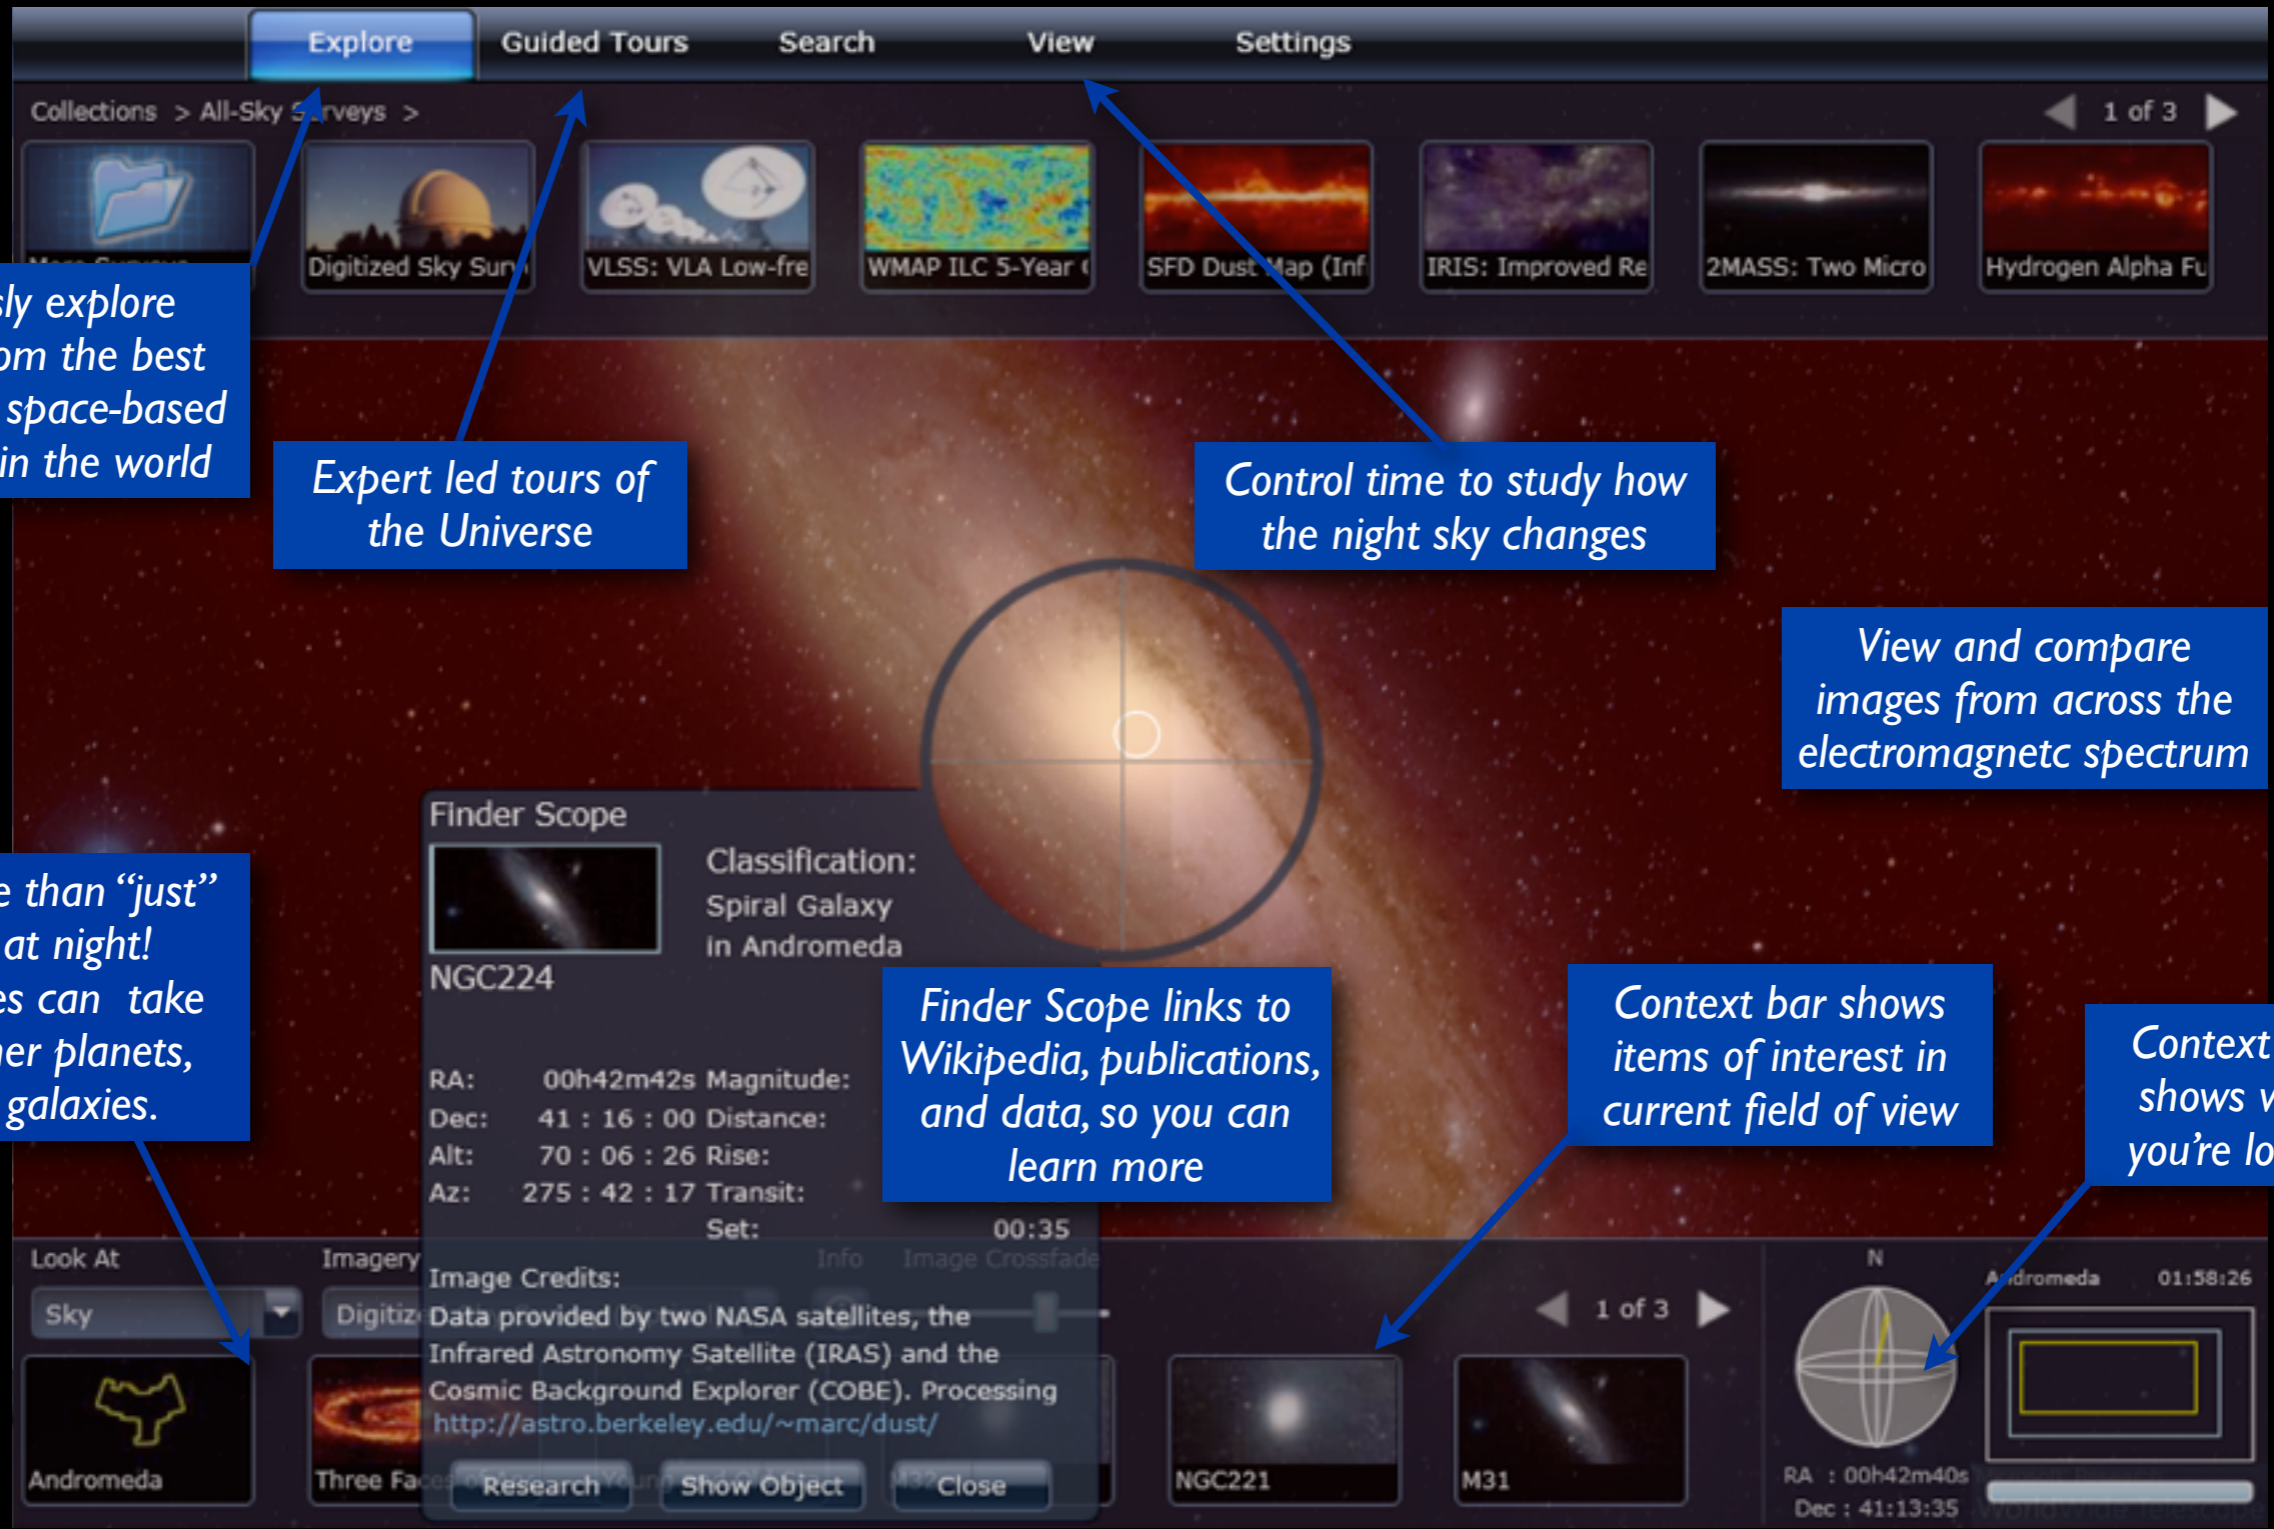 Explore
Guided Tours
Search
View
Settings
Collections > All-Sky Surveys >
1 of 3
Digitized Sky Surv
VLSS: VLA Low-fre
WMAP ILC 5-Year
SFD Dust Map (Inf
IRIS: Improved Re
2MASS: Two Micro
Hydrogen Alpha Fu
sly explore
om the best
space-based
in the world
Expert led tours of
the Universe
Control time to study how
the night sky changes
View and compare
images from across the
electromagnetc spectrum
e than “just”
at night!
es can take
her planets,
galaxies.
Finder Scope
Classification:
Spiral Galaxy
in Andromeda
NGC224
RA: 00h42m42s Magnitude:
Dec: 41 : 16 : 00 Distance:
Alt: 70 : 06 : 26 Rise:
Az: 275 : 42 : 17 Transit:
Set: 00:35
Image Credits:
Data provided by two NASA satellites, the
Infrared Astronomy Satellite (IRAS) and the
Cosmic Background Explorer (COBE). Processing
http://astro.berkeley.edu/~marc/dust/
Research
Show Object
Close
Finder Scope links to
Wikipedia, publications,
and data, so you can
learn more
Context bar shows
items of interest in
current field of view
Context
shows w
you’re lo
Look At
Imagery
Info
Image Crossfade
Sky
Digitiz
1 of 3
N
Andromeda
01:58:26
Andromeda
Three Fac
M32
NGC221
M31
RA : 00h42m40s
Dec : 41:13:35
WorldWide Telescope